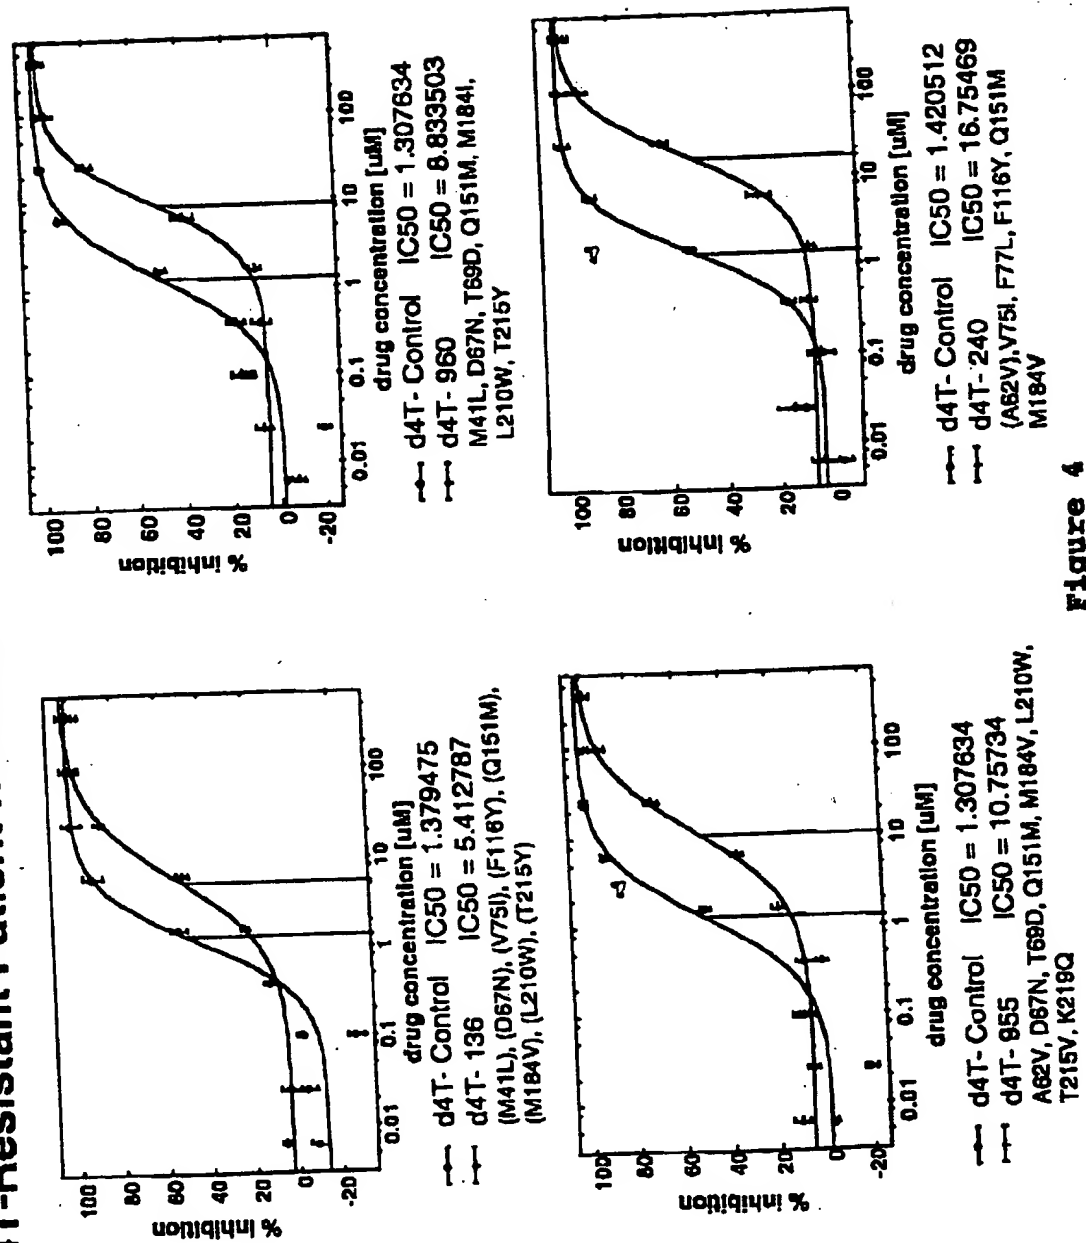 T-Resistant
% inhibition
100
80
60
40
20
0
-20
0.01
0.1
1
10
100
drug concentration [uM]
d4T- Control IC50 = 1.379475
d4T- 136 IC50 = 5.412787
(M41L), (D67N), (V75I), (F116Y), (Q151M),
(M184V), (L210W), (T215Y)
% inhibition
100
80
60
40
20
0
-20
0.01
0.1
1
10
100
drug concentration [uM]
d4T- Control IC50 = 1.307634
d4T- 960 IC50 = 8.833503
M41L, D67N, T69D, Q151M, M184I,
L210W, T215Y
% inhibition
100
80
60
40
20
0
-20
0.01
0.1
1
10
100
drug concentration [uM]
d4T- Control IC50 = 1.307634
d4T- 955 IC50 = 10.75734
A62V, D67N, T69D, Q151M, M184V, L210W,
T215V, K219Q
% inhibition
100
80
60
40
20
0
0.01
0.1
1
10
100
drug concentration [uM]
d4T- Control IC50 = 1.420512
d4T- 240 IC50 = 16.75469
(A62V),V75I, F77L, F116Y, Q151M
M184V
Figure 4